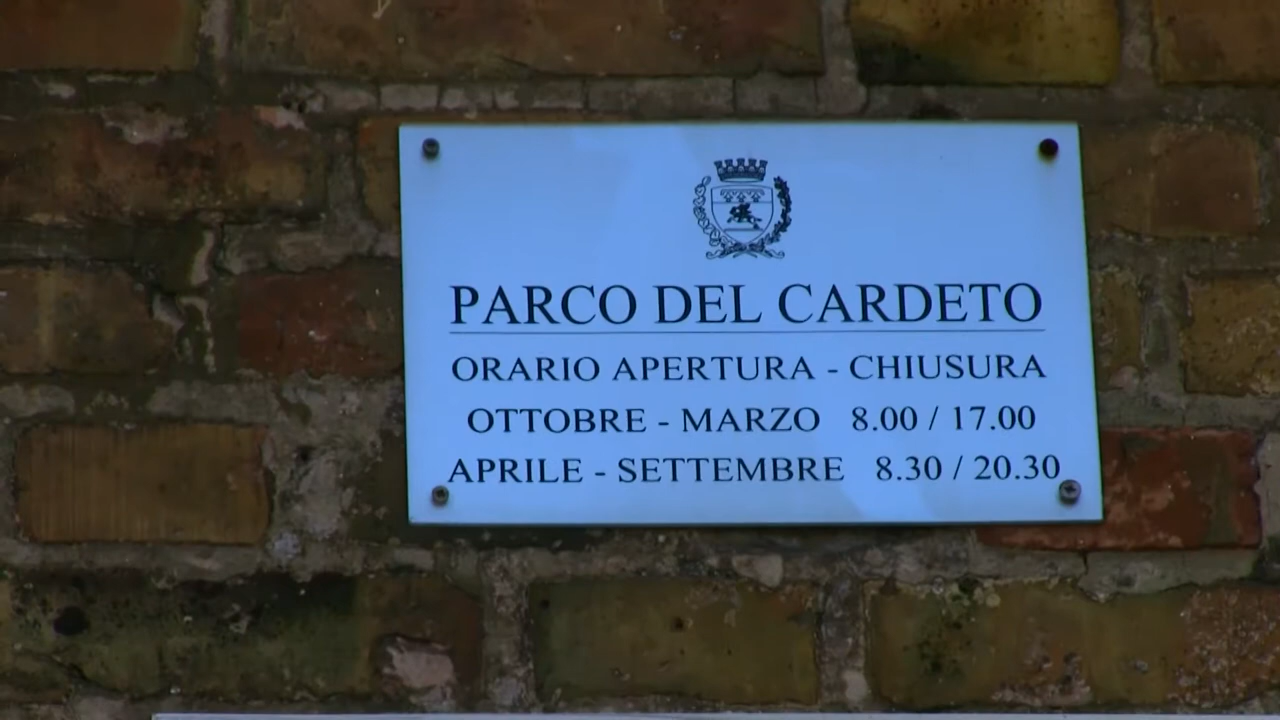 PARCO DEL CARDETO
ORARIO APERTURA - CHIUSURA
OTTOBRE - MARZO 8.00 / 17.00
APRILE - SETTEMBRE 8.30 / 20.30